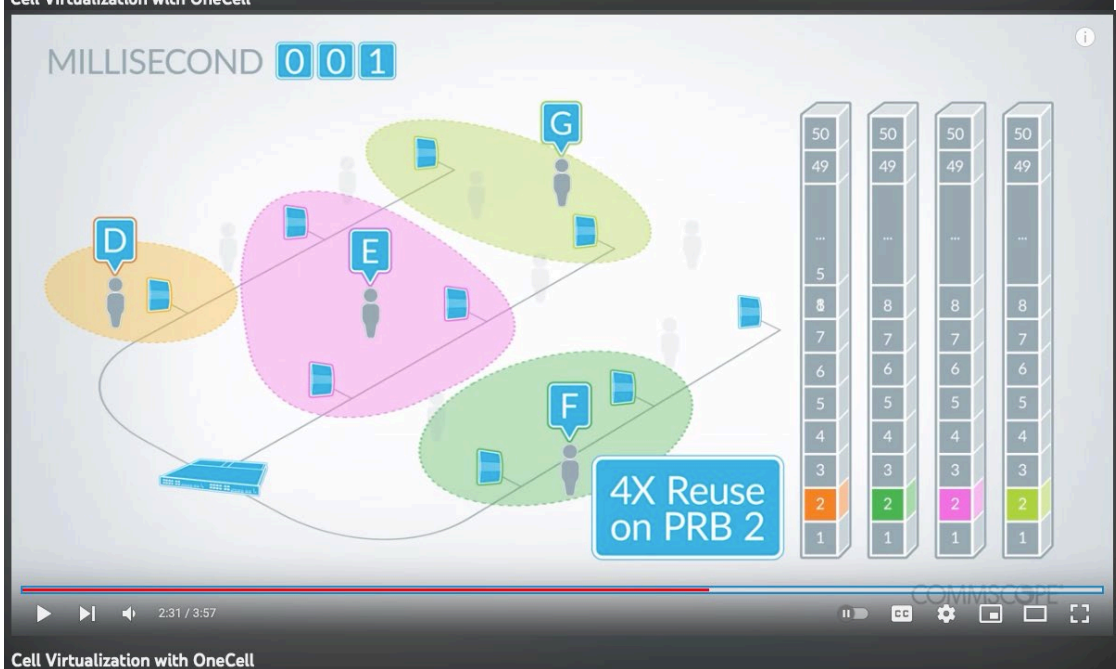 Cell Virtualization with OneCell
MILLISECOND 0 0 1
G
D
E
F
4X Reuse
on PRB 2
50 50 50 50
49 49 49 49
... ... ... ...
5
8 8 8 8
7 7 7 7
6 6 6 6
5 5 5 5
4 4 4 4
3 3 3 3
2 2 2 2
1 1 1 1
COMMSCOPE
2:31 / 3:57
CC
Cell Virtualization with OneCell